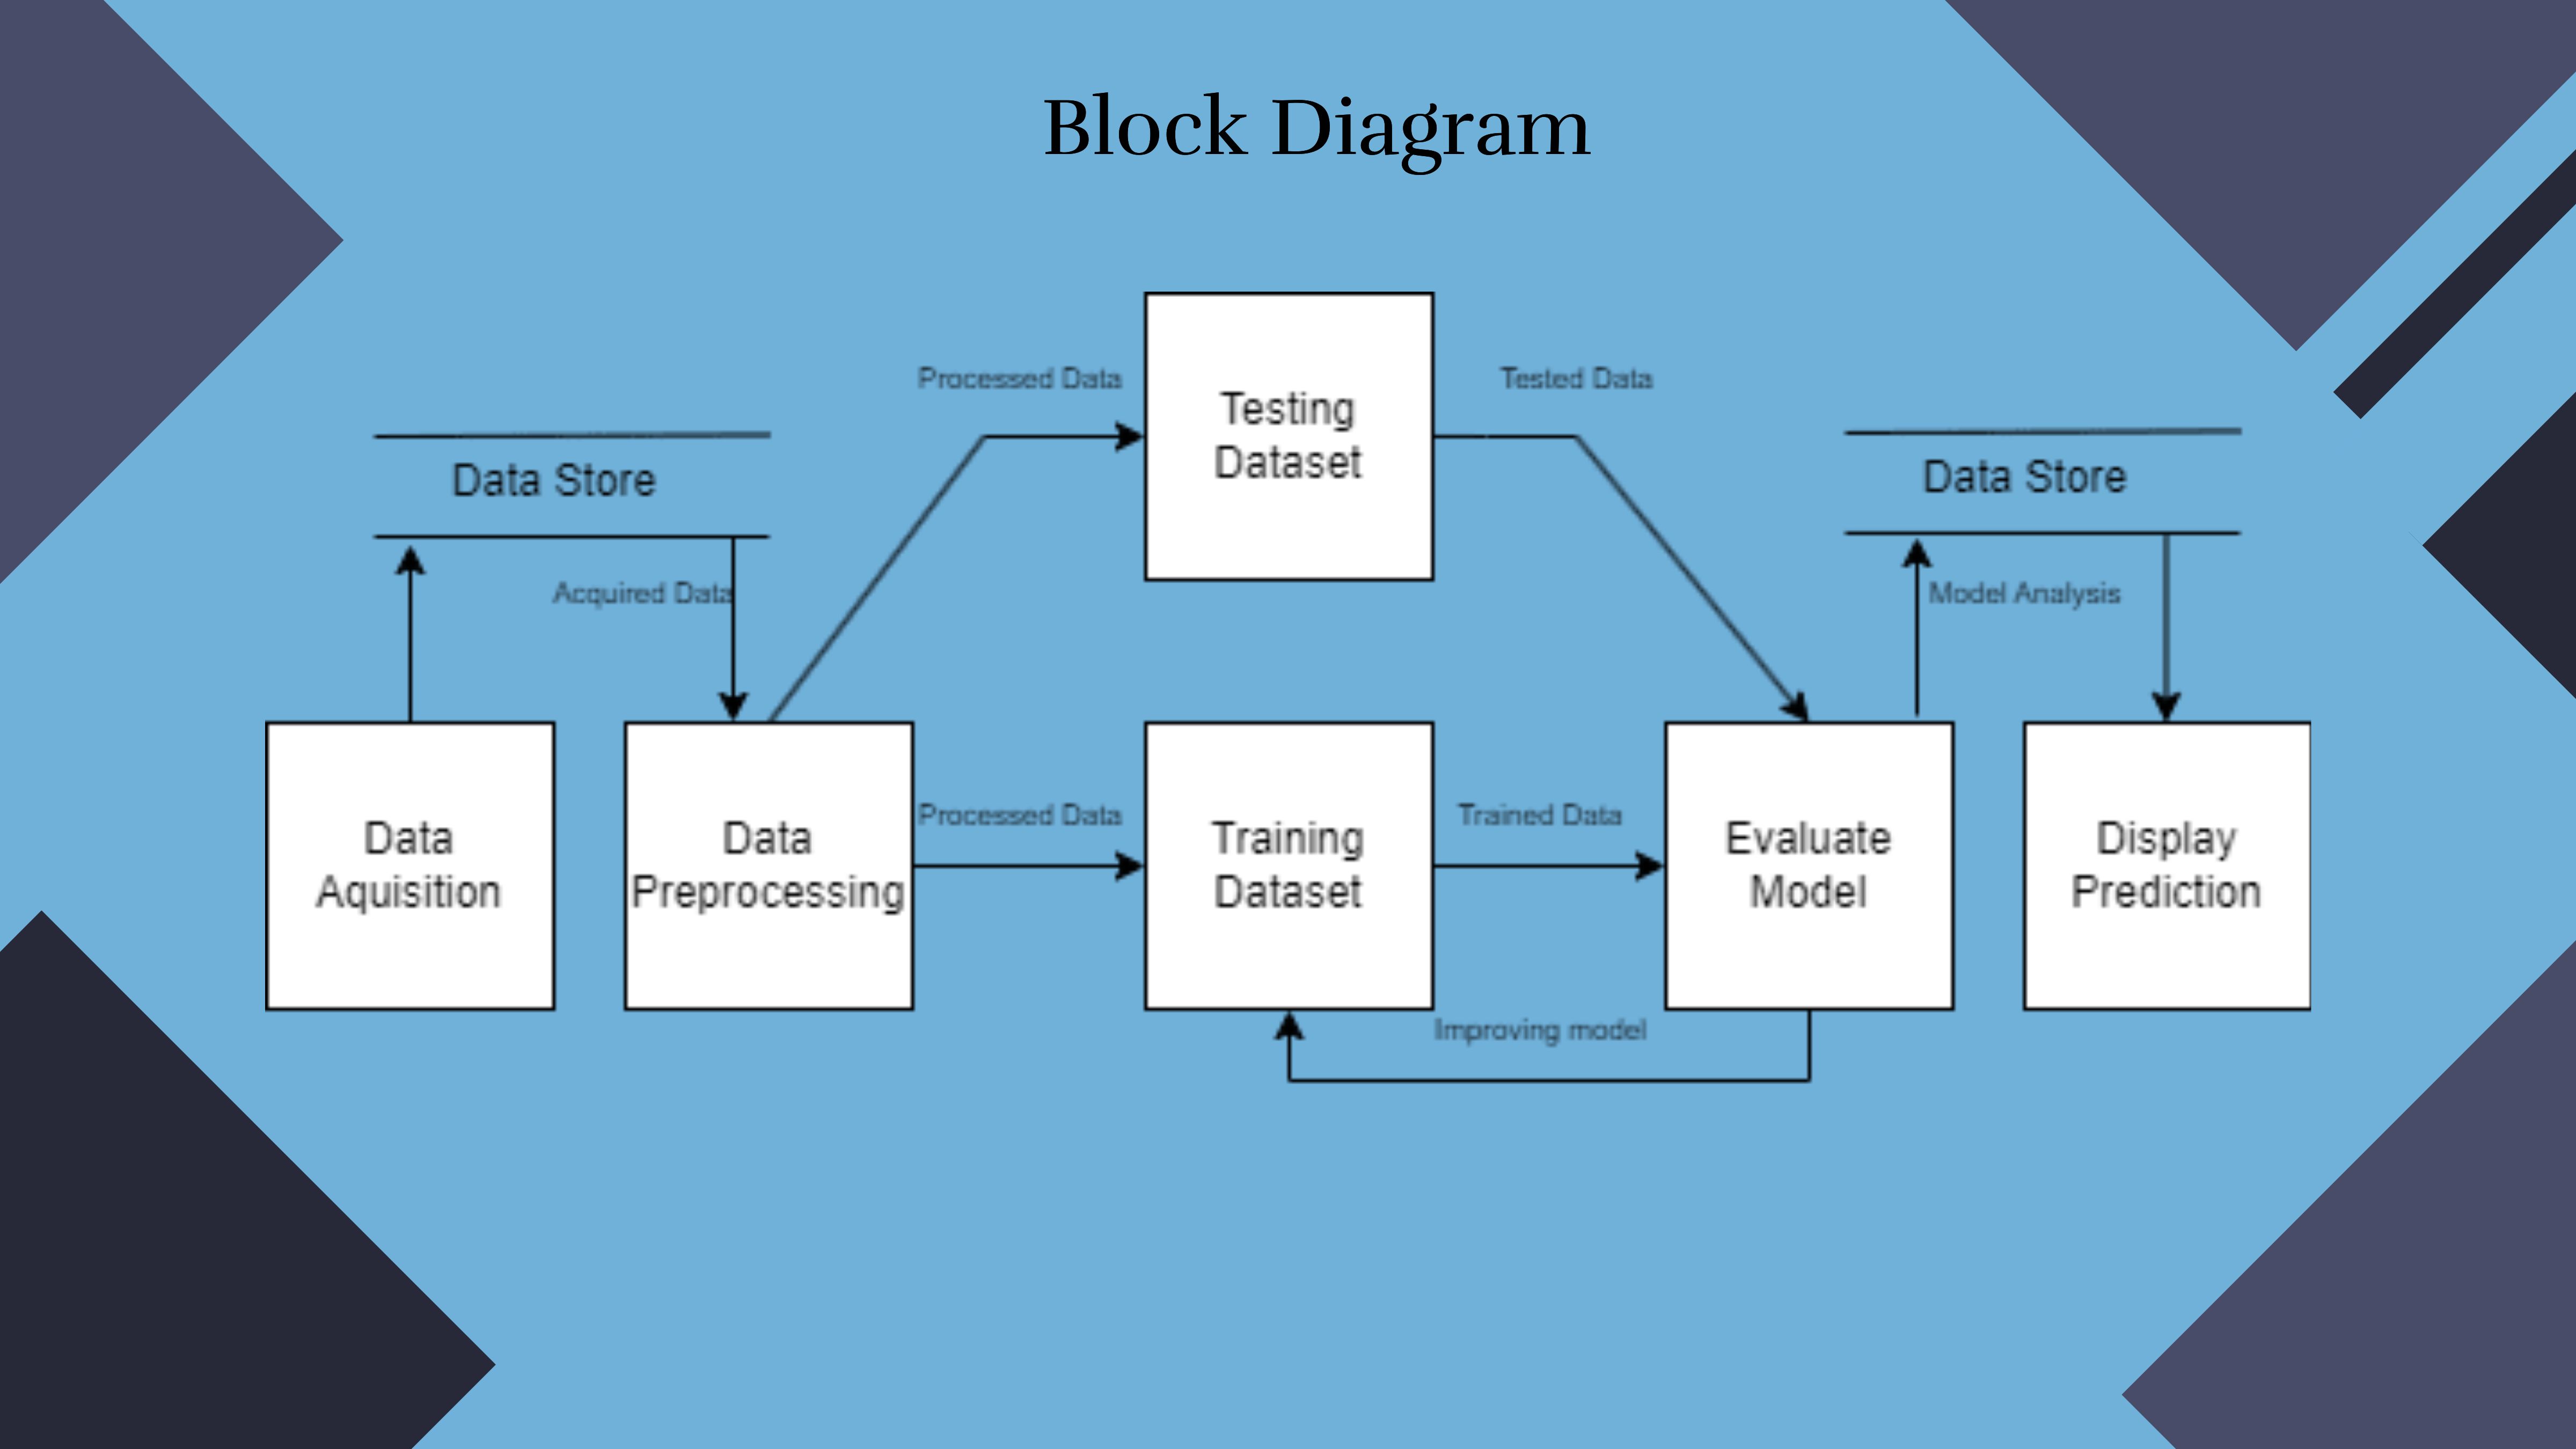 Block Diagram
Processed Data
Testing
Dataset
Tested Data
Data Store
Data Store
Acquired Data
Model Analysis
Data
Aquisition
Data
Preprocessing
Processed Data
Training
Dataset
Trained Data
Evaluate
Model
Display
Prediction
Improving model